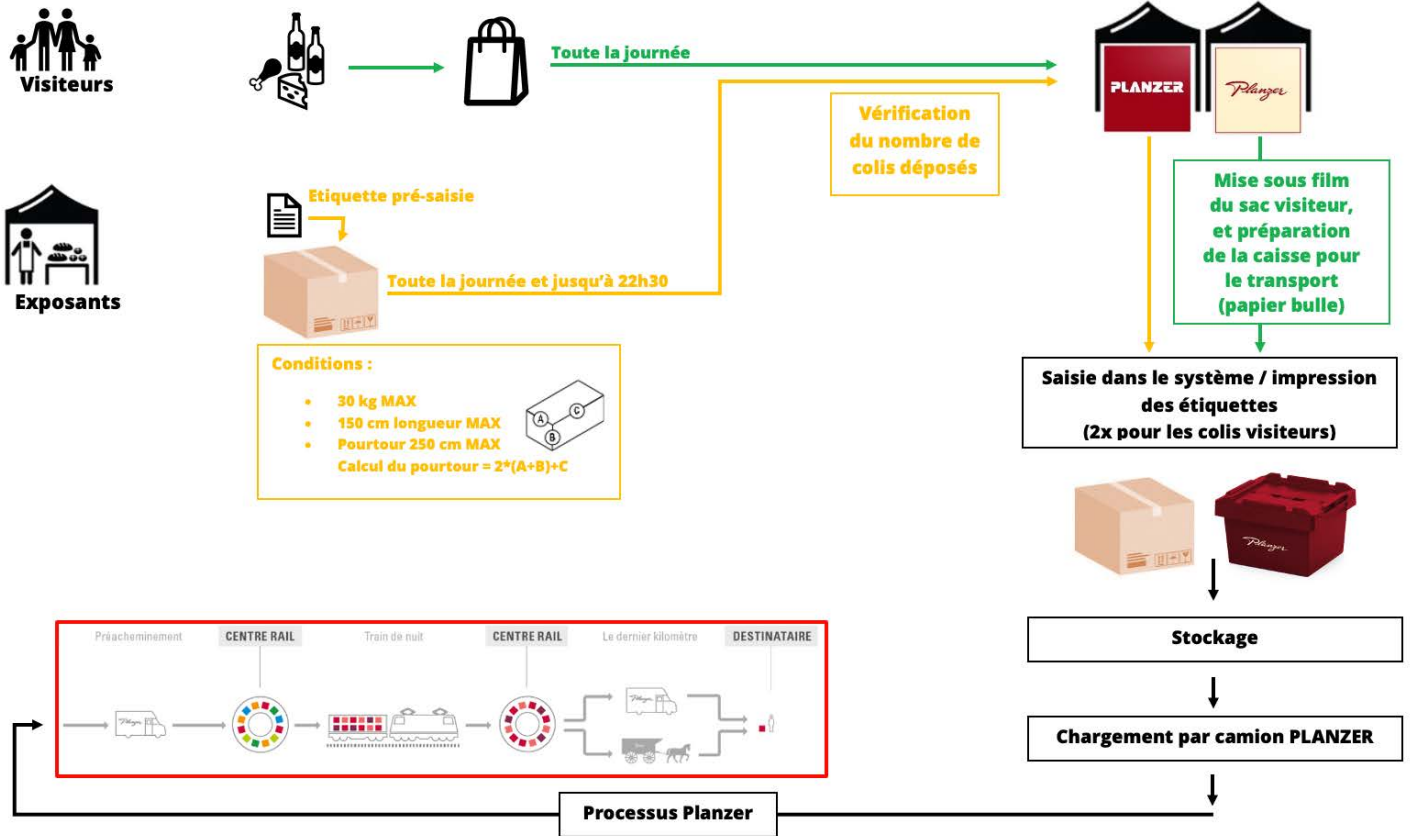 Visiteurs
Toute la journée
PLANZER
Planzer
Vérification
du nombre de
colis déposés
Exposants
Etiquette pré-saisie
Toute la journée et jusqu'à 22h30
Conditions :
• 30 kg MAX
• 150 cm longueur MAX
• Pourtour 250 cm MAX
Calcul du pourtour = 2*(A+B)+C
A
C
B
Mise sous film
du sac visiteur,
et préparation
de la caisse pour
le transport
(papier bulle)
Saisie dans le système / impression
des étiquettes
(2x pour les colis visiteurs)
Planzer
Stockage
Chargement par camion PLANZER
Préacheminement
CENTRE RAIL
Train de nuit
CENTRE RAIL
Le dernier kilomètre
DESTINATAIRE
Planzer
Planzer
Processus Planzer